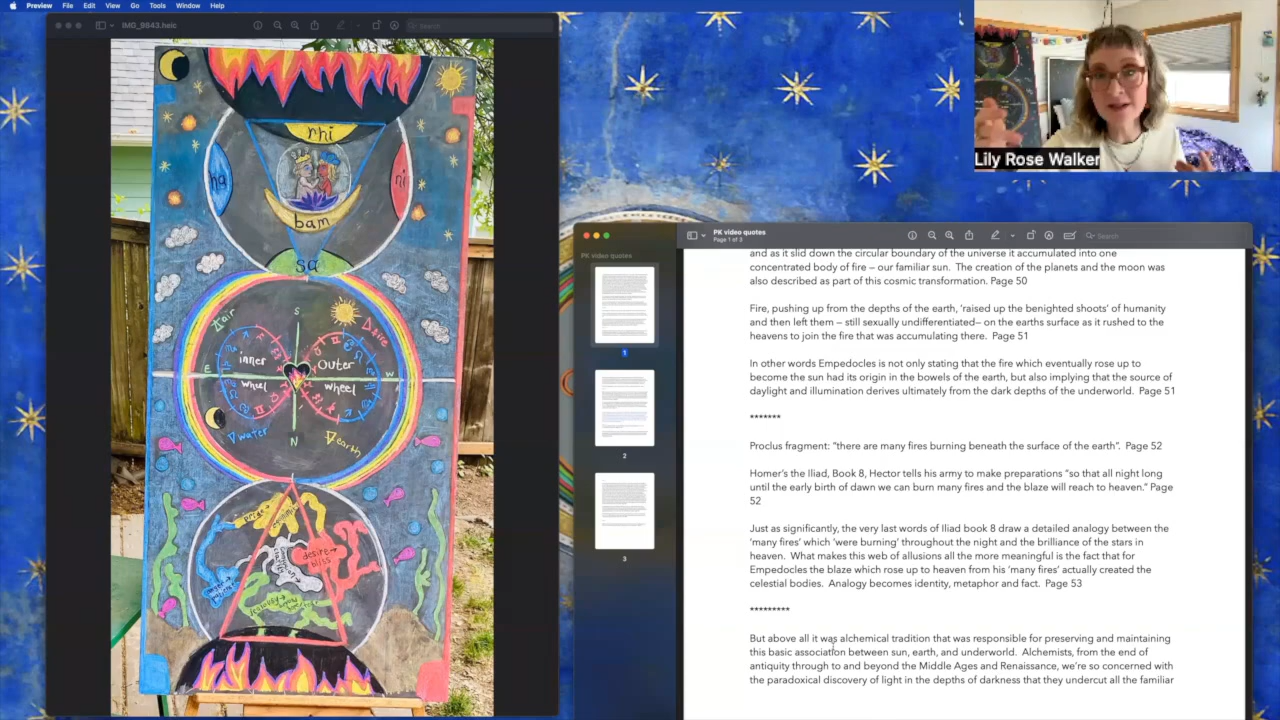 Preview File Edit View Go Tools Window Help
IMG_9843.heic
Search
rhi
ng
ni
bam
sa
air
S
fire
inner
Outer
E
W
wheel
wheel
water
N
desire
bliss
Lily Rose Walker
PK video quotes
Page 1 of 3
Search
PK video quotes
1
2
3
and as it slid down the circular boundary of the universe it accumulated into one
concentrated body of fire – our familiar sun. The creation of the planets and the moon was
also described as part of this cosmic transformation. Page 50
Fire, pushing up from the depths of the earth, 'raised up the benighted shoots' of humanity
and then left them – still sexually undifferentiated– on the earths surface as it rushed to the
heavens to join the fire that was accumulating there. Page 51
In other words Empedocles is not only stating that the fire which eventually rose up to
become the sun had its origin in the bowels of the earth, but also implying that the source of
daylight and illumination derives ultimately from the dark depths of the underworld. Page 51
*******
Proclus fragment: “there are many fires burning beneath the surface of the earth”. Page 52
Homer's the Iliad, Book 8, Hector tells his army to make preparations “so that all night long
until the early birth of dawn we can burn many fires and the blaze will reach to heaven.” Page
52
Just as significantly, the very last words of Iliad book 8 draw a detailed analogy between the
'many fires' which 'were burning' throughout the night and the brilliance of the stars in
heaven. What makes this web of allusions all the more meaningful is the fact that for
Empedocles the blaze which rose up to heaven from his 'many fires' actually created the
celestial bodies. Analogy becomes identity, metaphor and fact. Page 53
*********
But above all it was alchemical tradition that was responsible for preserving and maintaining
this basic association between sun, earth, and underworld. Alchemists, from the end of
antiquity through to and beyond the Middle Ages and Renaissance, we're so concerned with
the paradoxical discovery of light in the depths of darkness that they undercut all the familiar